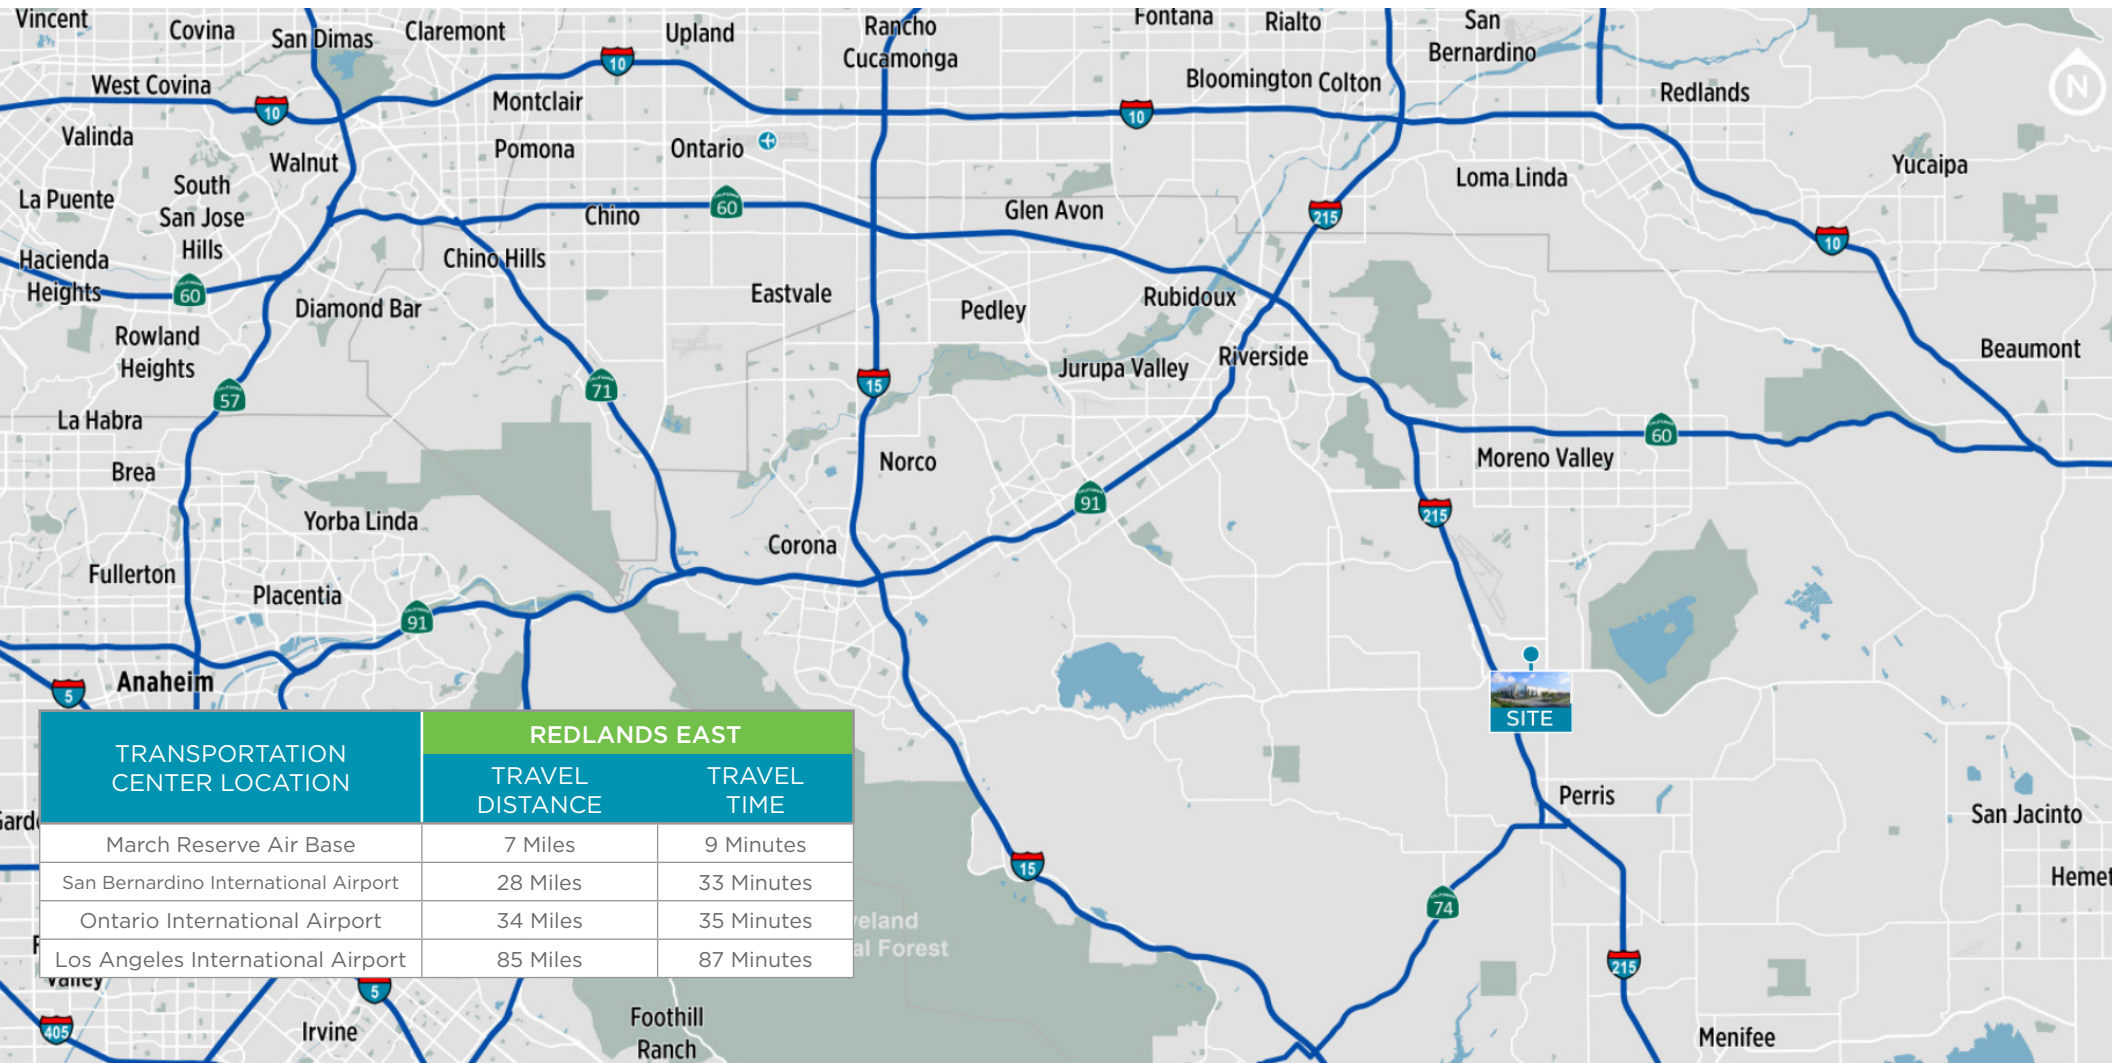 Vincent
Covina
San Dimas
Claremont
Upland
Rancho
Cucamonga
Fontana
Rialto
San
Bernardino
West Covina
10
10
Montclair
Bloomington
Colton
10
Redlands
N
Valinda
Walnut
Pomona
Ontario
Loma Linda
Yucaipa
La Puente
South
San Jose
Hills
Chino
60
Glen Avon
215
10
Hacienda
Heights
60
Chino Hills
Diamond Bar
Eastvale
Pedley
Rubidoux
Rowland
Heights
57
71
15
Jurupa Valley
Riverside
Beaumont
La Habra
Brea
Norco
60
Moreno Valley
Yorba Linda
91
215
Corona
Fullerton
Placentia
91
Anaheim
5
SITE
Perris
San Jacinto
Hemet
15
74
215
Menifee
TRANSPORTATION
CENTER LOCATION
REDLANDS EAST
TRAVEL
DISTANCE
TRAVEL
TIME
March Reserve Air Base 7 Miles 9 Minutes
San Bernardino International Airport 28 Miles 33 Minutes
Ontario International Airport 34 Miles 35 Minutes
Los Angeles International Airport 85 Miles 87 Minutes
al Forest
5
405
Irvine
Foothill
Ranch